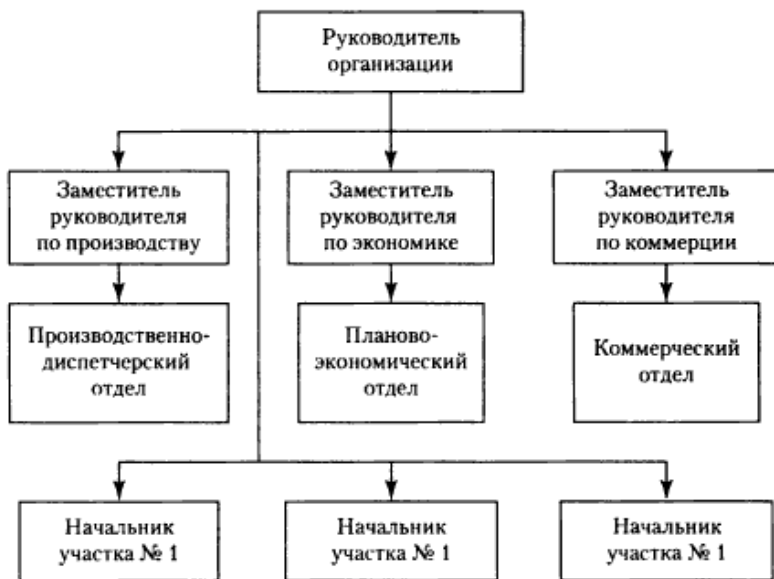 Руководитель
организации
Заместитель
руководителя
по производству
Заместитель
руководителя
по экономике
Заместитель
руководителя
по коммерции
Производственно-
диспетчерский
отдел
Планово-
экономический
отдел
Коммерческий
отдел
Начальник
участка № 1
Начальник
участка № 1
Начальник
участка № 1